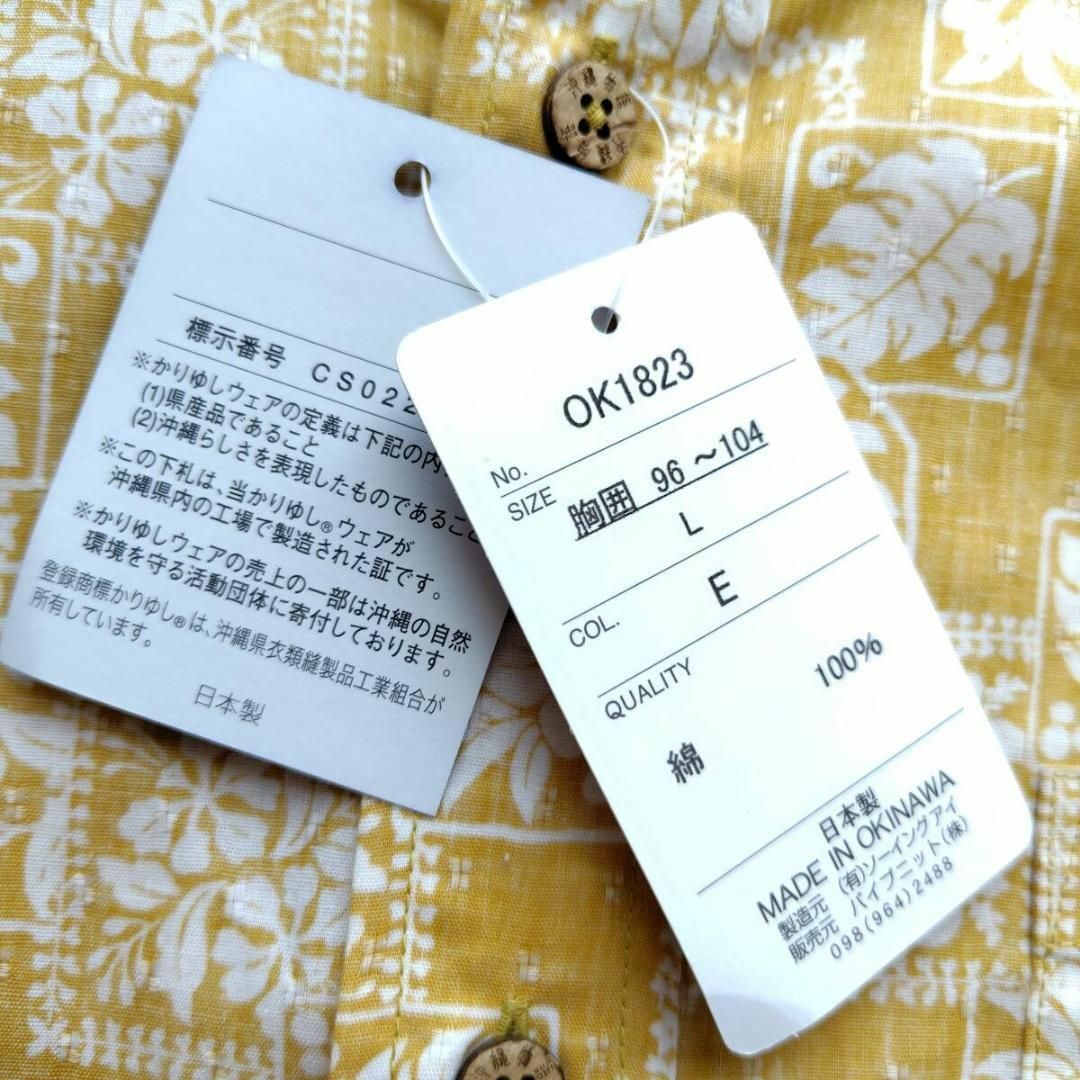 標示番号 CS022
※かりゆしウェアの定義は下記の内
(1)県産品であること
(2)沖縄らしさを表現したものであること
※この下札は、当かりゆし®ウェアが
沖縄県内の工場で製造された証です。
※かりゆしウェアの売上の一部は沖縄の自然
環境を守る活動団体に寄付しております。
登録商標かりゆし®は、沖縄県衣類縫製品工業組合が
所有しています。
日本製
No. OK1823
SIZE 胸囲 96 ～104
L
COL. E
QUALITY
綿 100%
日本製
MADE IN OKINAWA
製造元 (有)ソーイングアイ
販売元 パイプニット(株)
098(964)2488